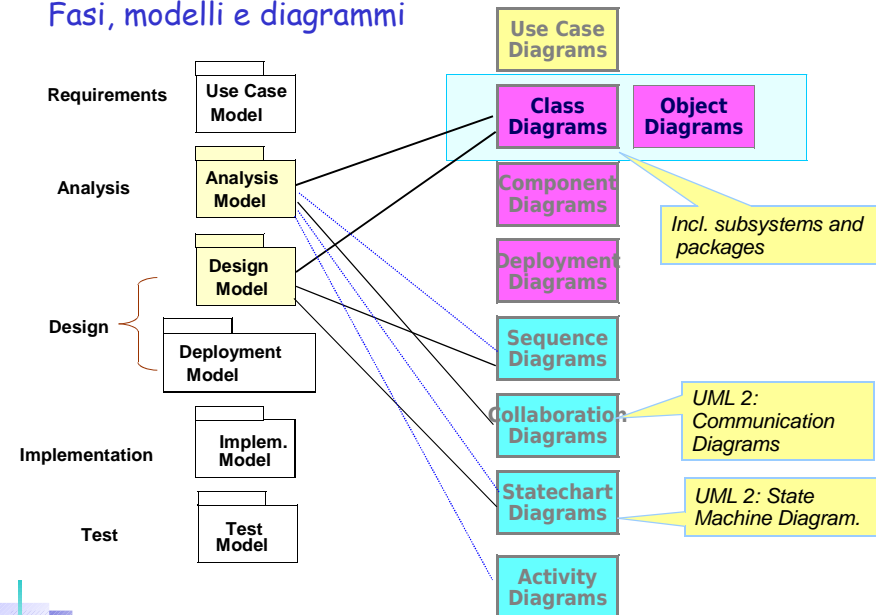 Fasi, modelli e diagrammi
Requirements
Use Case
Model
Analysis
Analysis
Model
Design
Design
Model
Deployment
Model
Implementation
Implem.
Model
Test
Test
Model
Use Case
Diagrams
Class
Diagrams
Object
Diagrams
Incl. subsystems and
packages
Component
Diagrams
Deployment
Diagrams
Sequence
Diagrams
Collaboration
Diagrams
UML 2:
Communication
Diagrams
Statechart
Diagrams
UML 2: State
Machine Diagram.
Activity
Diagrams